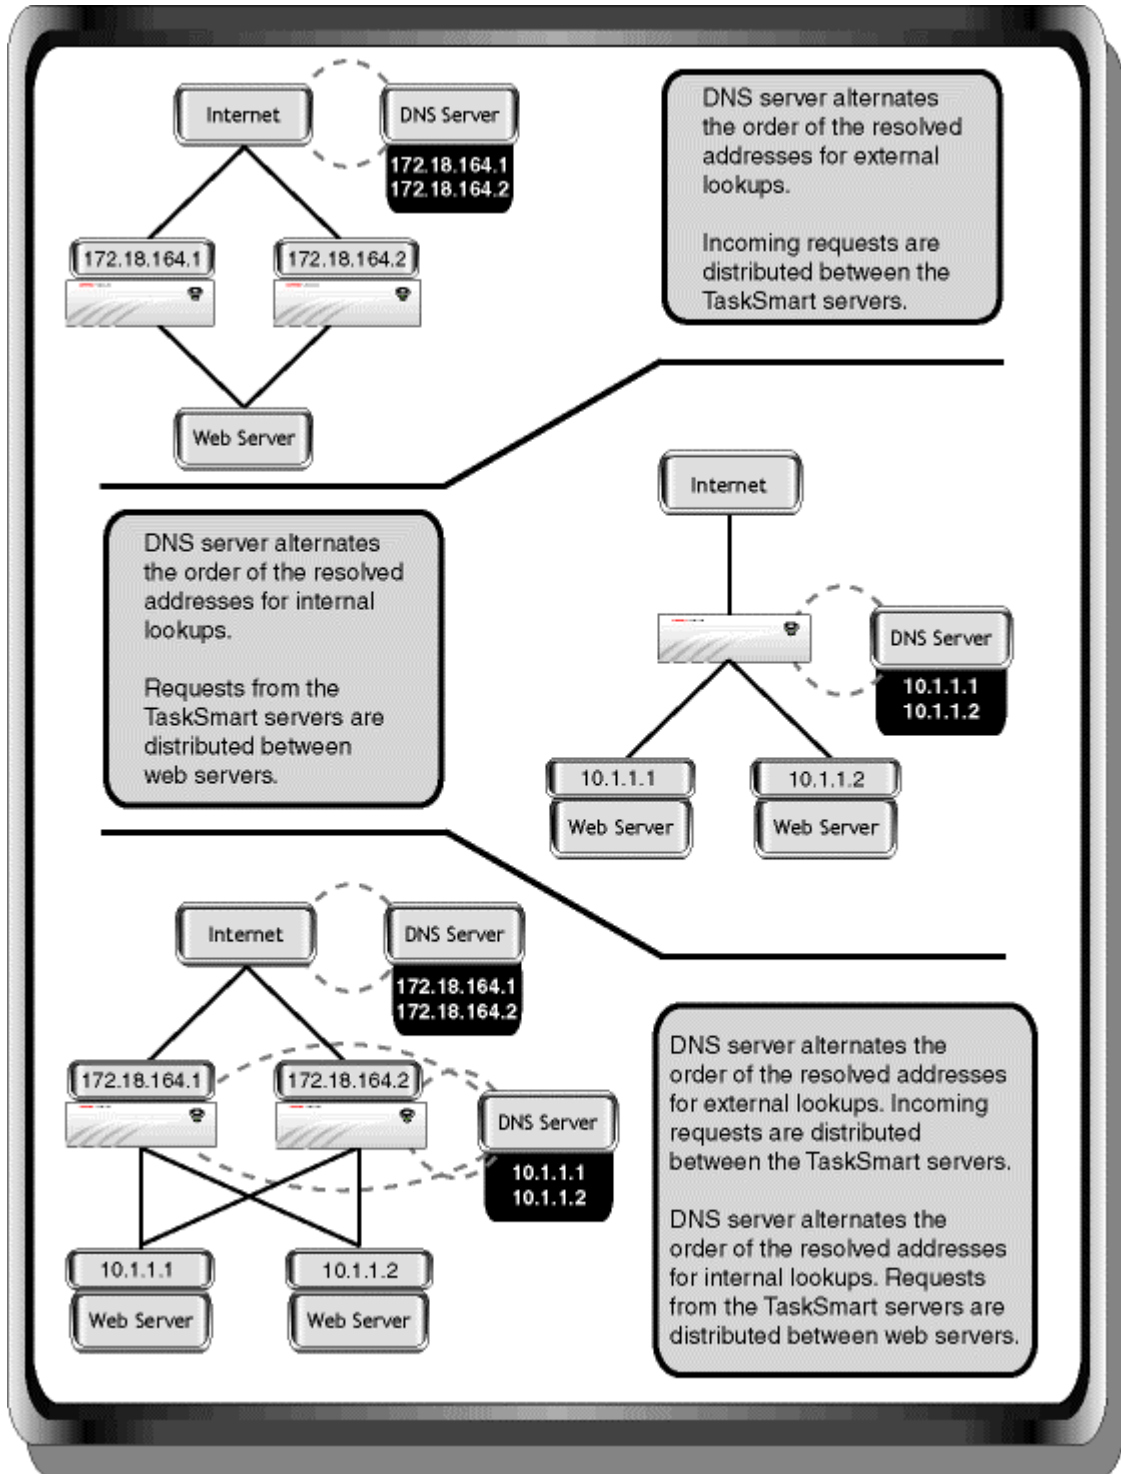 Internet
DNS Server
172.18.164.1
172.18.164.2
172.18.164.1
172.18.164.2
Web Server
DNS server alternates
the order of the resolved
addresses for external
lookups.
Incoming requests are
distributed between the
TaskSmart servers.
DNS server alternates
the order of the resolved
addresses for internal
lookups.
Requests from the
TaskSmart servers are
distributed between
web servers.
Internet
DNS Server
10.1.1.1
10.1.1.2
10.1.1.1
10.1.1.2
Web Server
Web Server
Internet
DNS Server
172.18.164.1
172.18.164.2
172.18.164.1
172.18.164.2
DNS Server
10.1.1.1
10.1.1.2
10.1.1.1
10.1.1.2
Web Server
Web Server
DNS server alternates the
order of the resolved addresses
for external lookups. Incoming
requests are distributed
between the TaskSmart servers.
DNS server alternates the
order of the resolved addresses
for internal lookups. Requests
from the TaskSmart servers are
distributed between web servers.